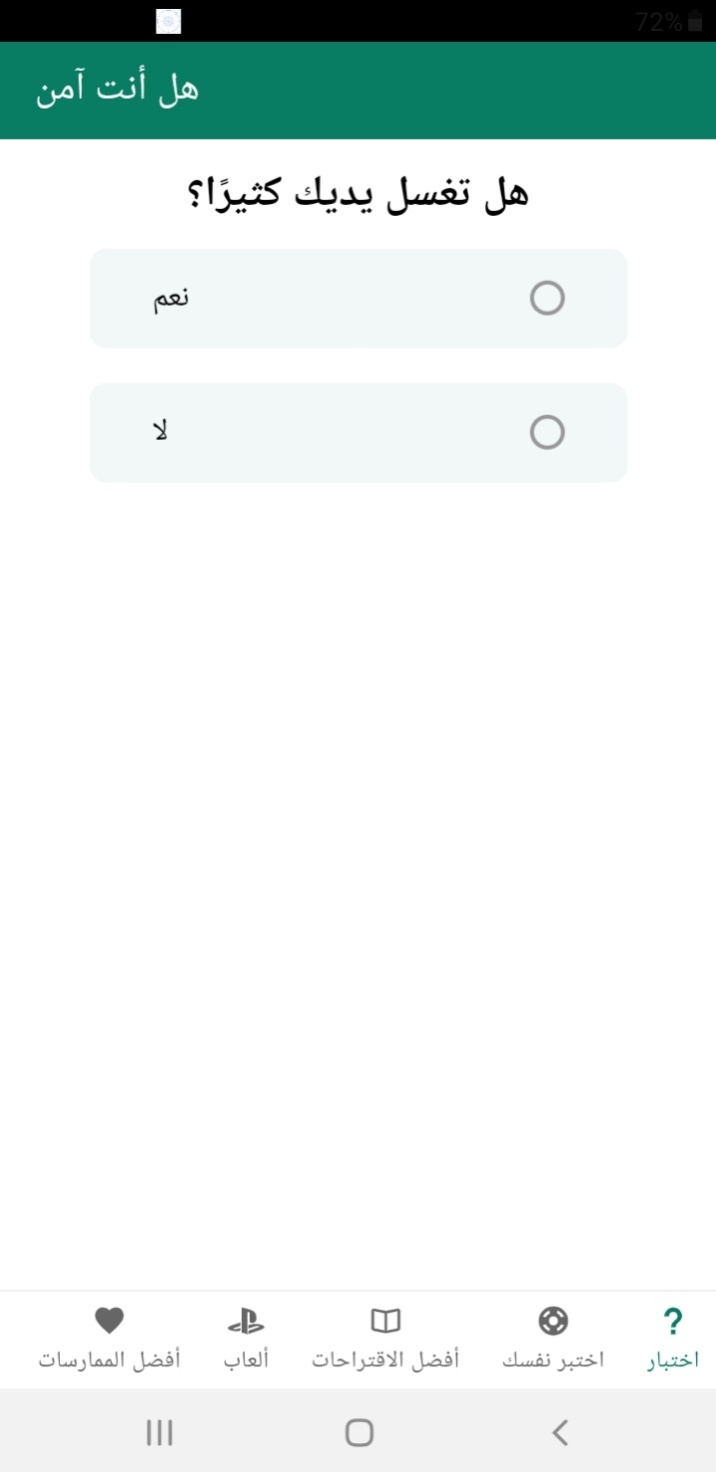 72%
هل أنت آمن
هل تغسل يديك كثيرًا؟
نعم
لا
اختبار
اختبر نفسك
أفضل الاقتراحات
ألعاب
أفضل الممارسات